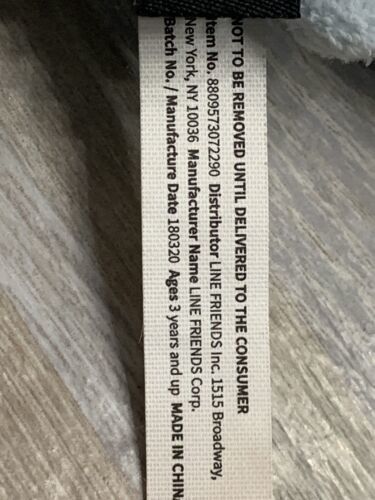 NOT TO BE REMOVED UNTIL DELIVERED TO THE CONSUMER
Item No. 8809573072290 Distributor LINE FRIENDS Inc. 1515 Broadway,
New York, NY 10036 Manufacturer Name LINE FRIENDS Corp.
Batch No. / Manufacture Date 180320 Ages 3 years and up MADE IN CHINA